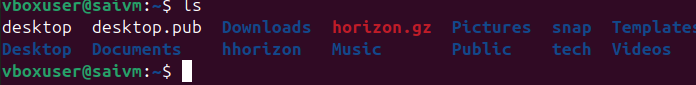 vboxuser@saivm:~$ ls
desktop desktop.pub Downloads horizon.gz Pictures snap Templates
Desktop Documents hhorizon Music Public tech Videos
vboxuser@saivm:~$